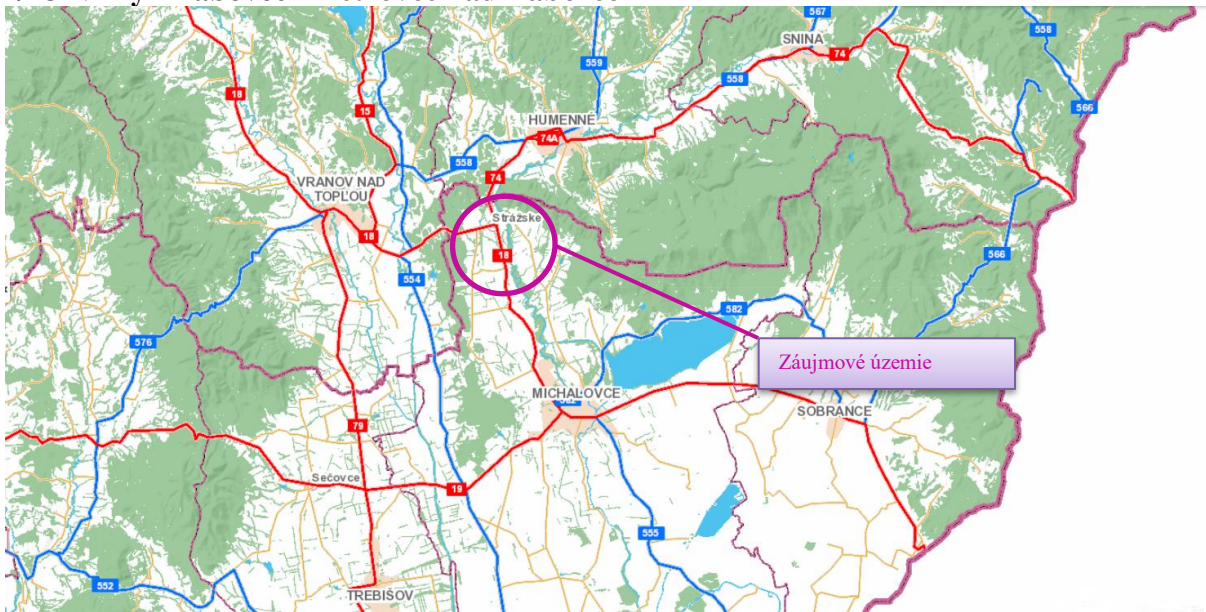 567
558
SNINA
74
559
558
18
566
15
HUMENNÉ
74A
558
74
VRANOV NAD
TOPĽOU
Strážske
18
18
566
554
582
576
Záujmové územie
MICHALOVCE
582
SOBRANCE
79
Sečovce
19
555
552
TREBIŠOV